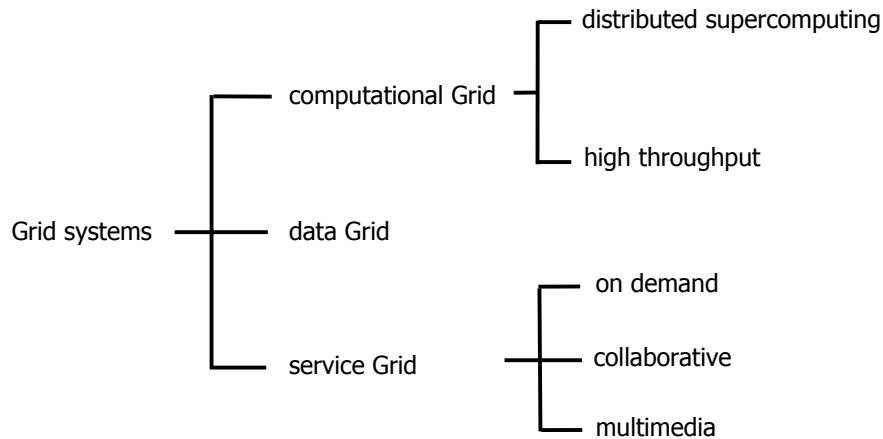 distributed supercomputing
computational Grid
high throughput
Grid systems
data Grid
on demand
service Grid
collaborative
multimedia